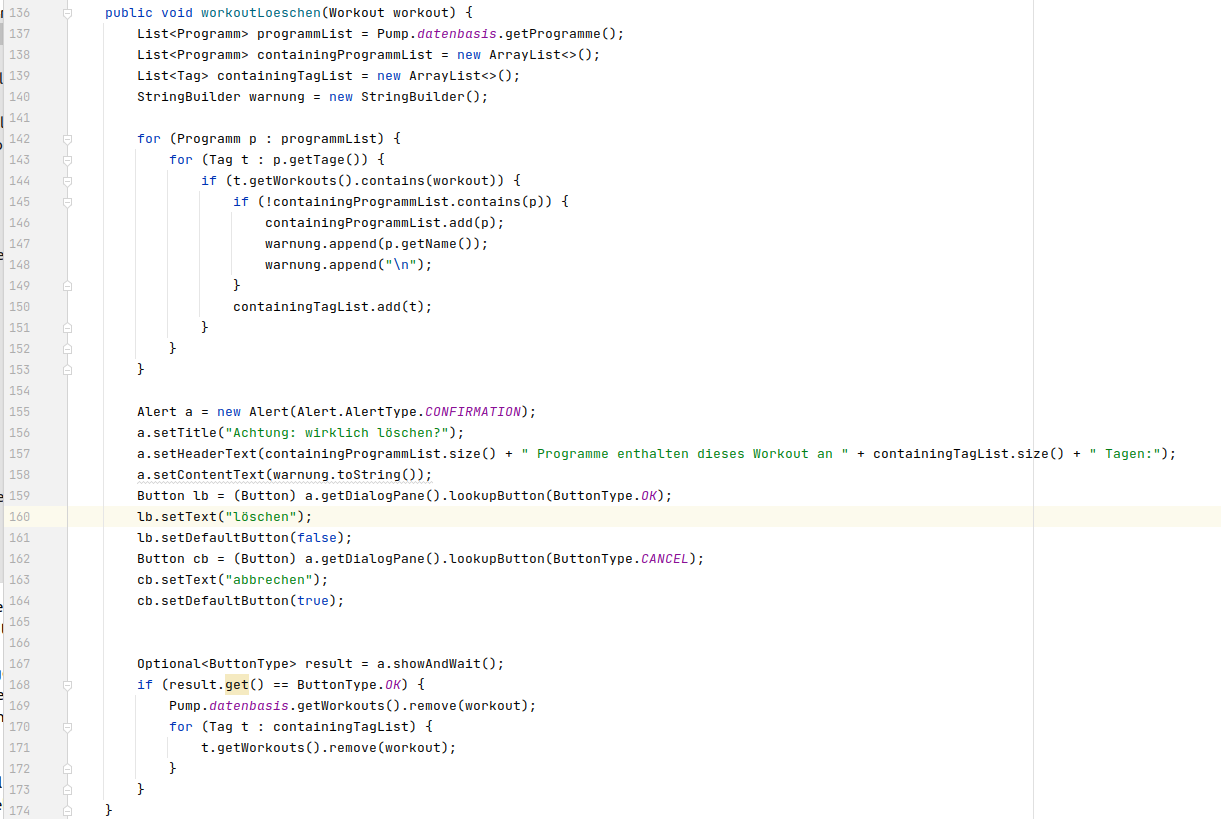 136 public void workoutLoeschen(Workout workout) {
137 List<Programm> programmList = Pump.datenbasis.getProgramme();
138 List<Programm> containingProgrammList = new ArrayList<>();
139 List<Tag> containingTagList = new ArrayList<>();
140 StringBuilder warnung = new StringBuilder();
141
142 for (Programm p : programmList) {
143 for (Tag t : p.getTage()) {
144 if (t.getWorkouts().contains(workout)) {
145 if (!containingProgrammList.contains(p)) {
146 containingProgrammList.add(p);
147 warnung.append(p.getName());
148 warnung.append("\n");
149 }
150 containingTagList.add(t);
151 }
152 }
153 }
154
155 Alert a = new Alert(Alert.AlertType.CONFIRMATION);
156 a.setTitle("Achtung: wirklich löschen?");
157 a.setHeaderText(containingProgrammList.size() + " Programme enthalten dieses Workout an " + containingTagList.size() + " Tagen:");
158 a.setContentText(warnung.toString());
159 Button lb = (Button) a.getDialogPane().lookupButton(ButtonType.OK);
160 lb.setText("löschen");
161 lb.setDefaultButton(false);
162 Button cb = (Button) a.getDialogPane().lookupButton(ButtonType.CANCEL);
163 cb.setText("abbrechen");
164 cb.setDefaultButton(true);
165
166
167 Optional<ButtonType> result = a.showAndWait();
168 if (result.get() == ButtonType.OK) {
169 Pump.datenbasis.getWorkouts().remove(workout);
170 for (Tag t : containingTagList) {
171 t.getWorkouts().remove(workout);
172 }
173 }
174 }